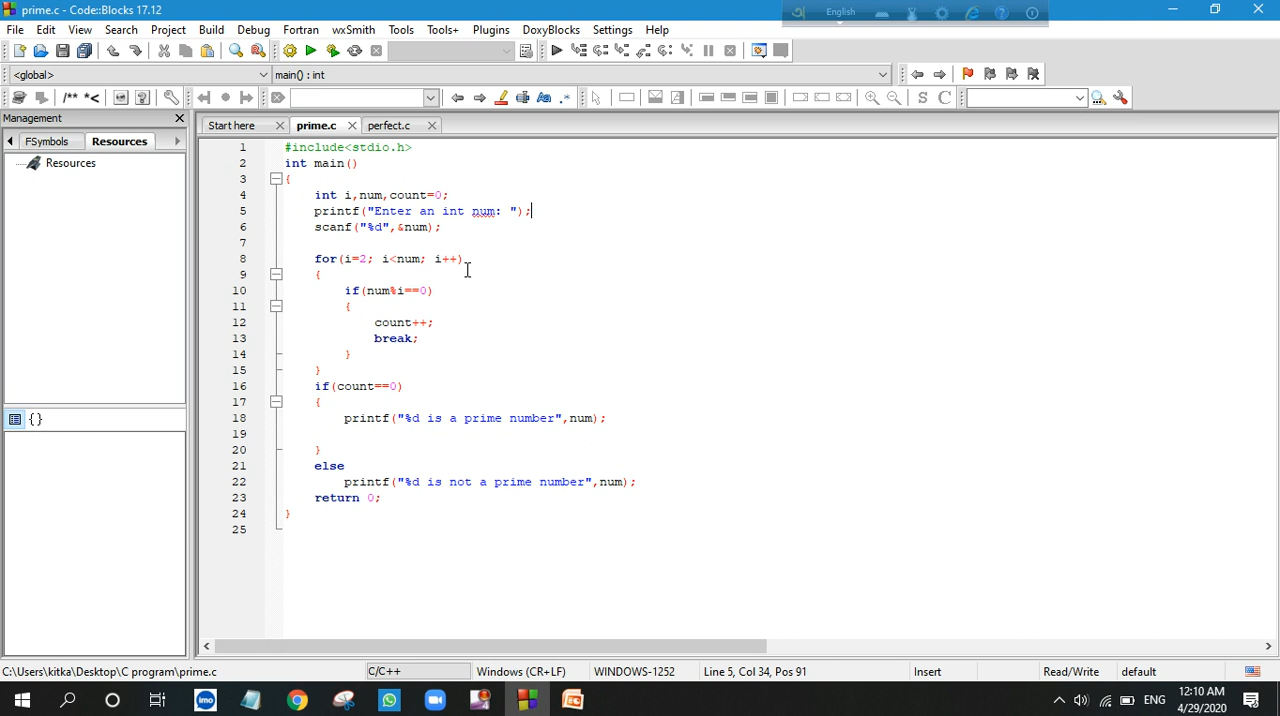 prime.c - Code::Blocks 17.12
English
File Edit View Search Project Build Debug Fortran wxSmith Tools Tools+ Plugins DoxyBlocks Settings Help
<global> main() : int
/** *<
S C
Management
Start here prime.c perfect.c
FSymbols Resources
Resources
{}
1 #include<stdio.h>
2 int main()
3 {
4 int i,num,count=0;
5 printf("Enter an int num: ");
6 scanf("%d",&num);
7
8 for(i=2; i<num; i++)
9 {
10 if(num%i==0)
11 {
12 count++;
13 break;
14 }
15 }
16 if(count==0)
17 {
18 printf("%d is a prime number",num);
19
20 }
21 else
22 printf("%d is not a prime number",num);
23 return 0;
24 }
25
C:\Users\kitka\Desktop\C program\prime.c C/C++ Windows (CR+LF) WINDOWS-1252 Line 5, Col 34, Pos 91 Insert Read/Write default
imo
ENG 12:10 AM
4/29/2020